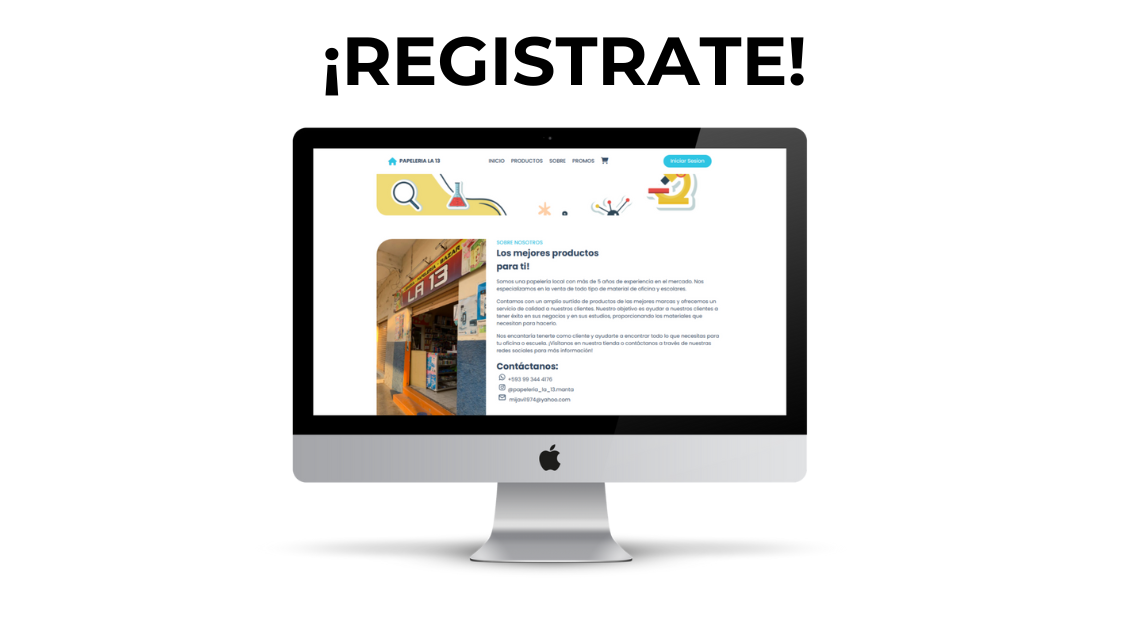 ¡REGISTRATE!
PAPELERIA LA 13
INICIO PRODUCTOS SOBRE PROMOS
Iniciar Sesion
BAZAR
LA 13
SOBRE NOSOTROS
Los mejores productos
para ti!
Somos una papelería local con más de 5 años de experiencia en el mercado. Nos
especializamos en la venta de todo tipo de material de oficina y escolares.
Contamos con un amplio surtido de productos de las mejores marcas y ofrecemos un
servicio de calidad a nuestros clientes. Nuestro objetivo es ayudar a nuestros clientes a
tener éxito en sus negocios y en sus estudios, proporcionando los materiales que
necesitan para hacerlo.
Nos encantaría tenerte como cliente y ayudarte a encontrar todo lo que necesitas para
tu oficina o escuela. ¡Visítanos en nuestra tienda o contáctanos a través de nuestras
redes sociales para más información!
Contáctanos:
+593 99 344 4176
@papeleria_la_13.manta
mijavi1974@yahoo.com